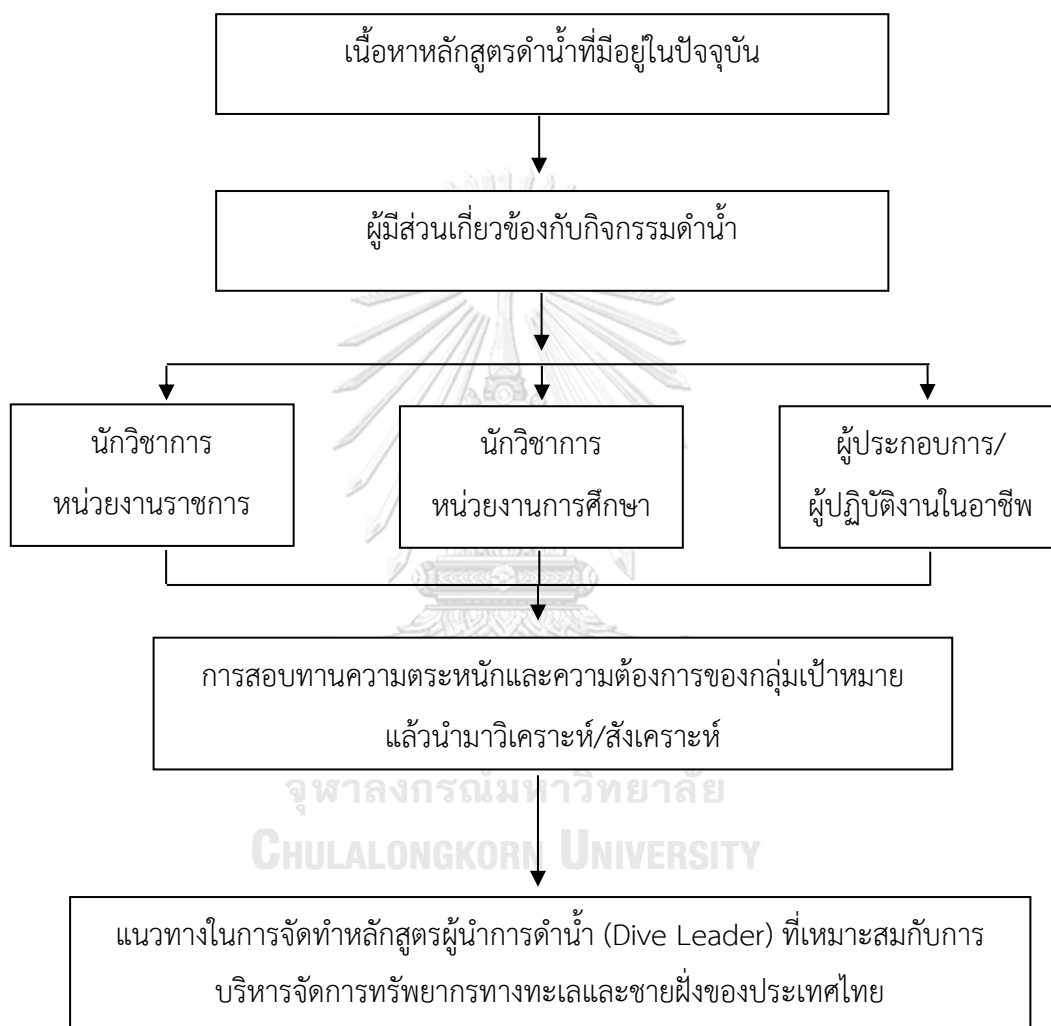 เนื้อหาหลักสูตรดำน้ำที่มีอยู่ในปัจจุบัน
ผู้มีส่วนเกี่ยวข้องกับกิจกรรมดำน้ำ
นักวิชาการ
หน่วยงานราชการ
นักวิชาการ
หน่วยงานการศึกษา
ผู้ประกอบการ/
ผู้ปฏิบัติงานในอาชีพ
การสอบทานความตระหนักและความต้องการของกลุ่มเป้าหมาย
แล้วนำมาวิเคราะห์/สังเคราะห์
จุฬาลงกรณ์มหาวิทยาลัย
CHULALONGKORN UNIVERSITY
แนวทางในการจัดทำหลักสูตรผู้นำการดำน้ำ (Dive Leader) ที่เหมาะสมกับการ
บริหารจัดการทรัพยากรทางทะเลและชายฝั่งของประเทศไทย